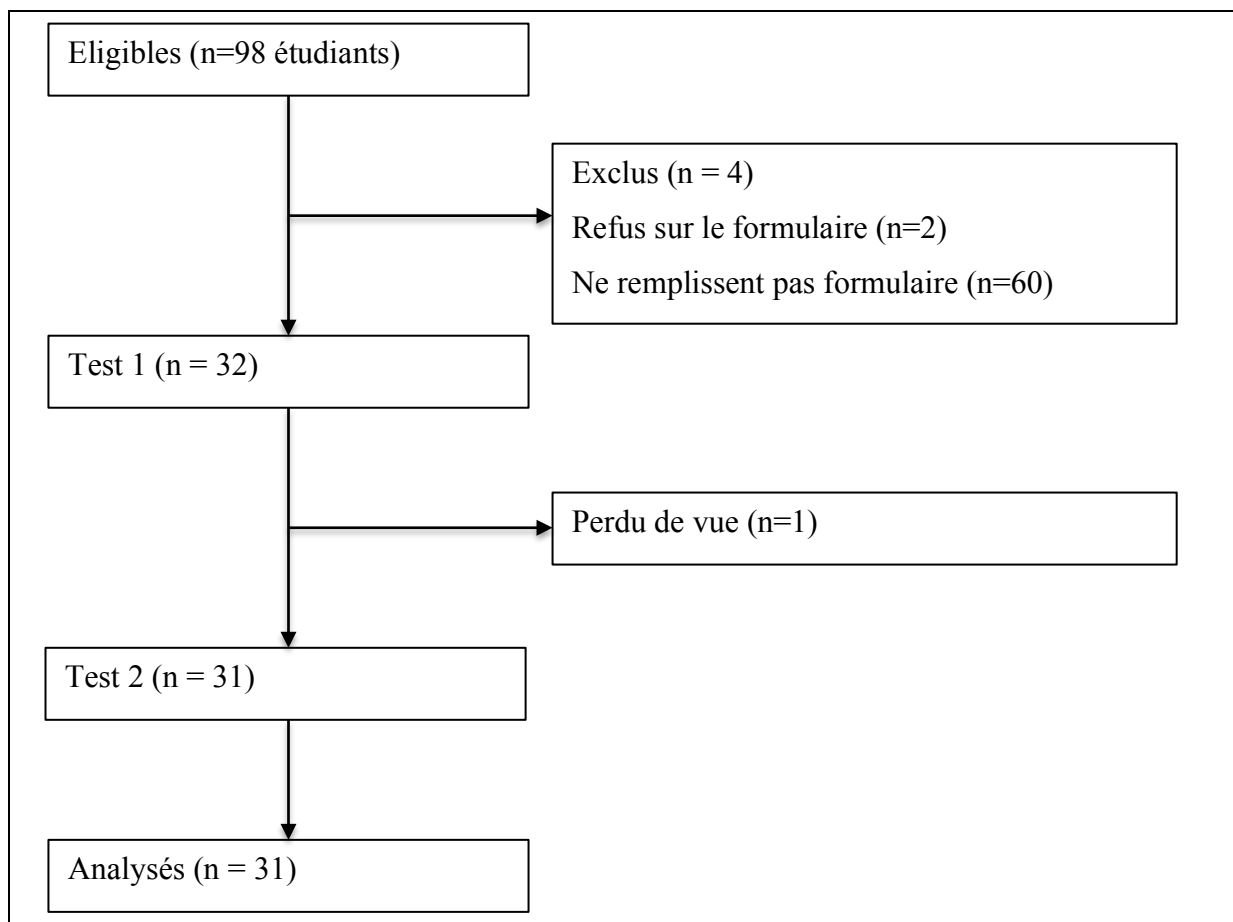 Eligibles (n=98 étudiants)
Exclus (n = 4)
Refus sur le formulaire (n=2)
Ne remplissent pas formulaire (n=60)
Test 1 (n = 32)
Perdu de vue (n=1)
Test 2 (n = 31)
Analysés (n = 31)